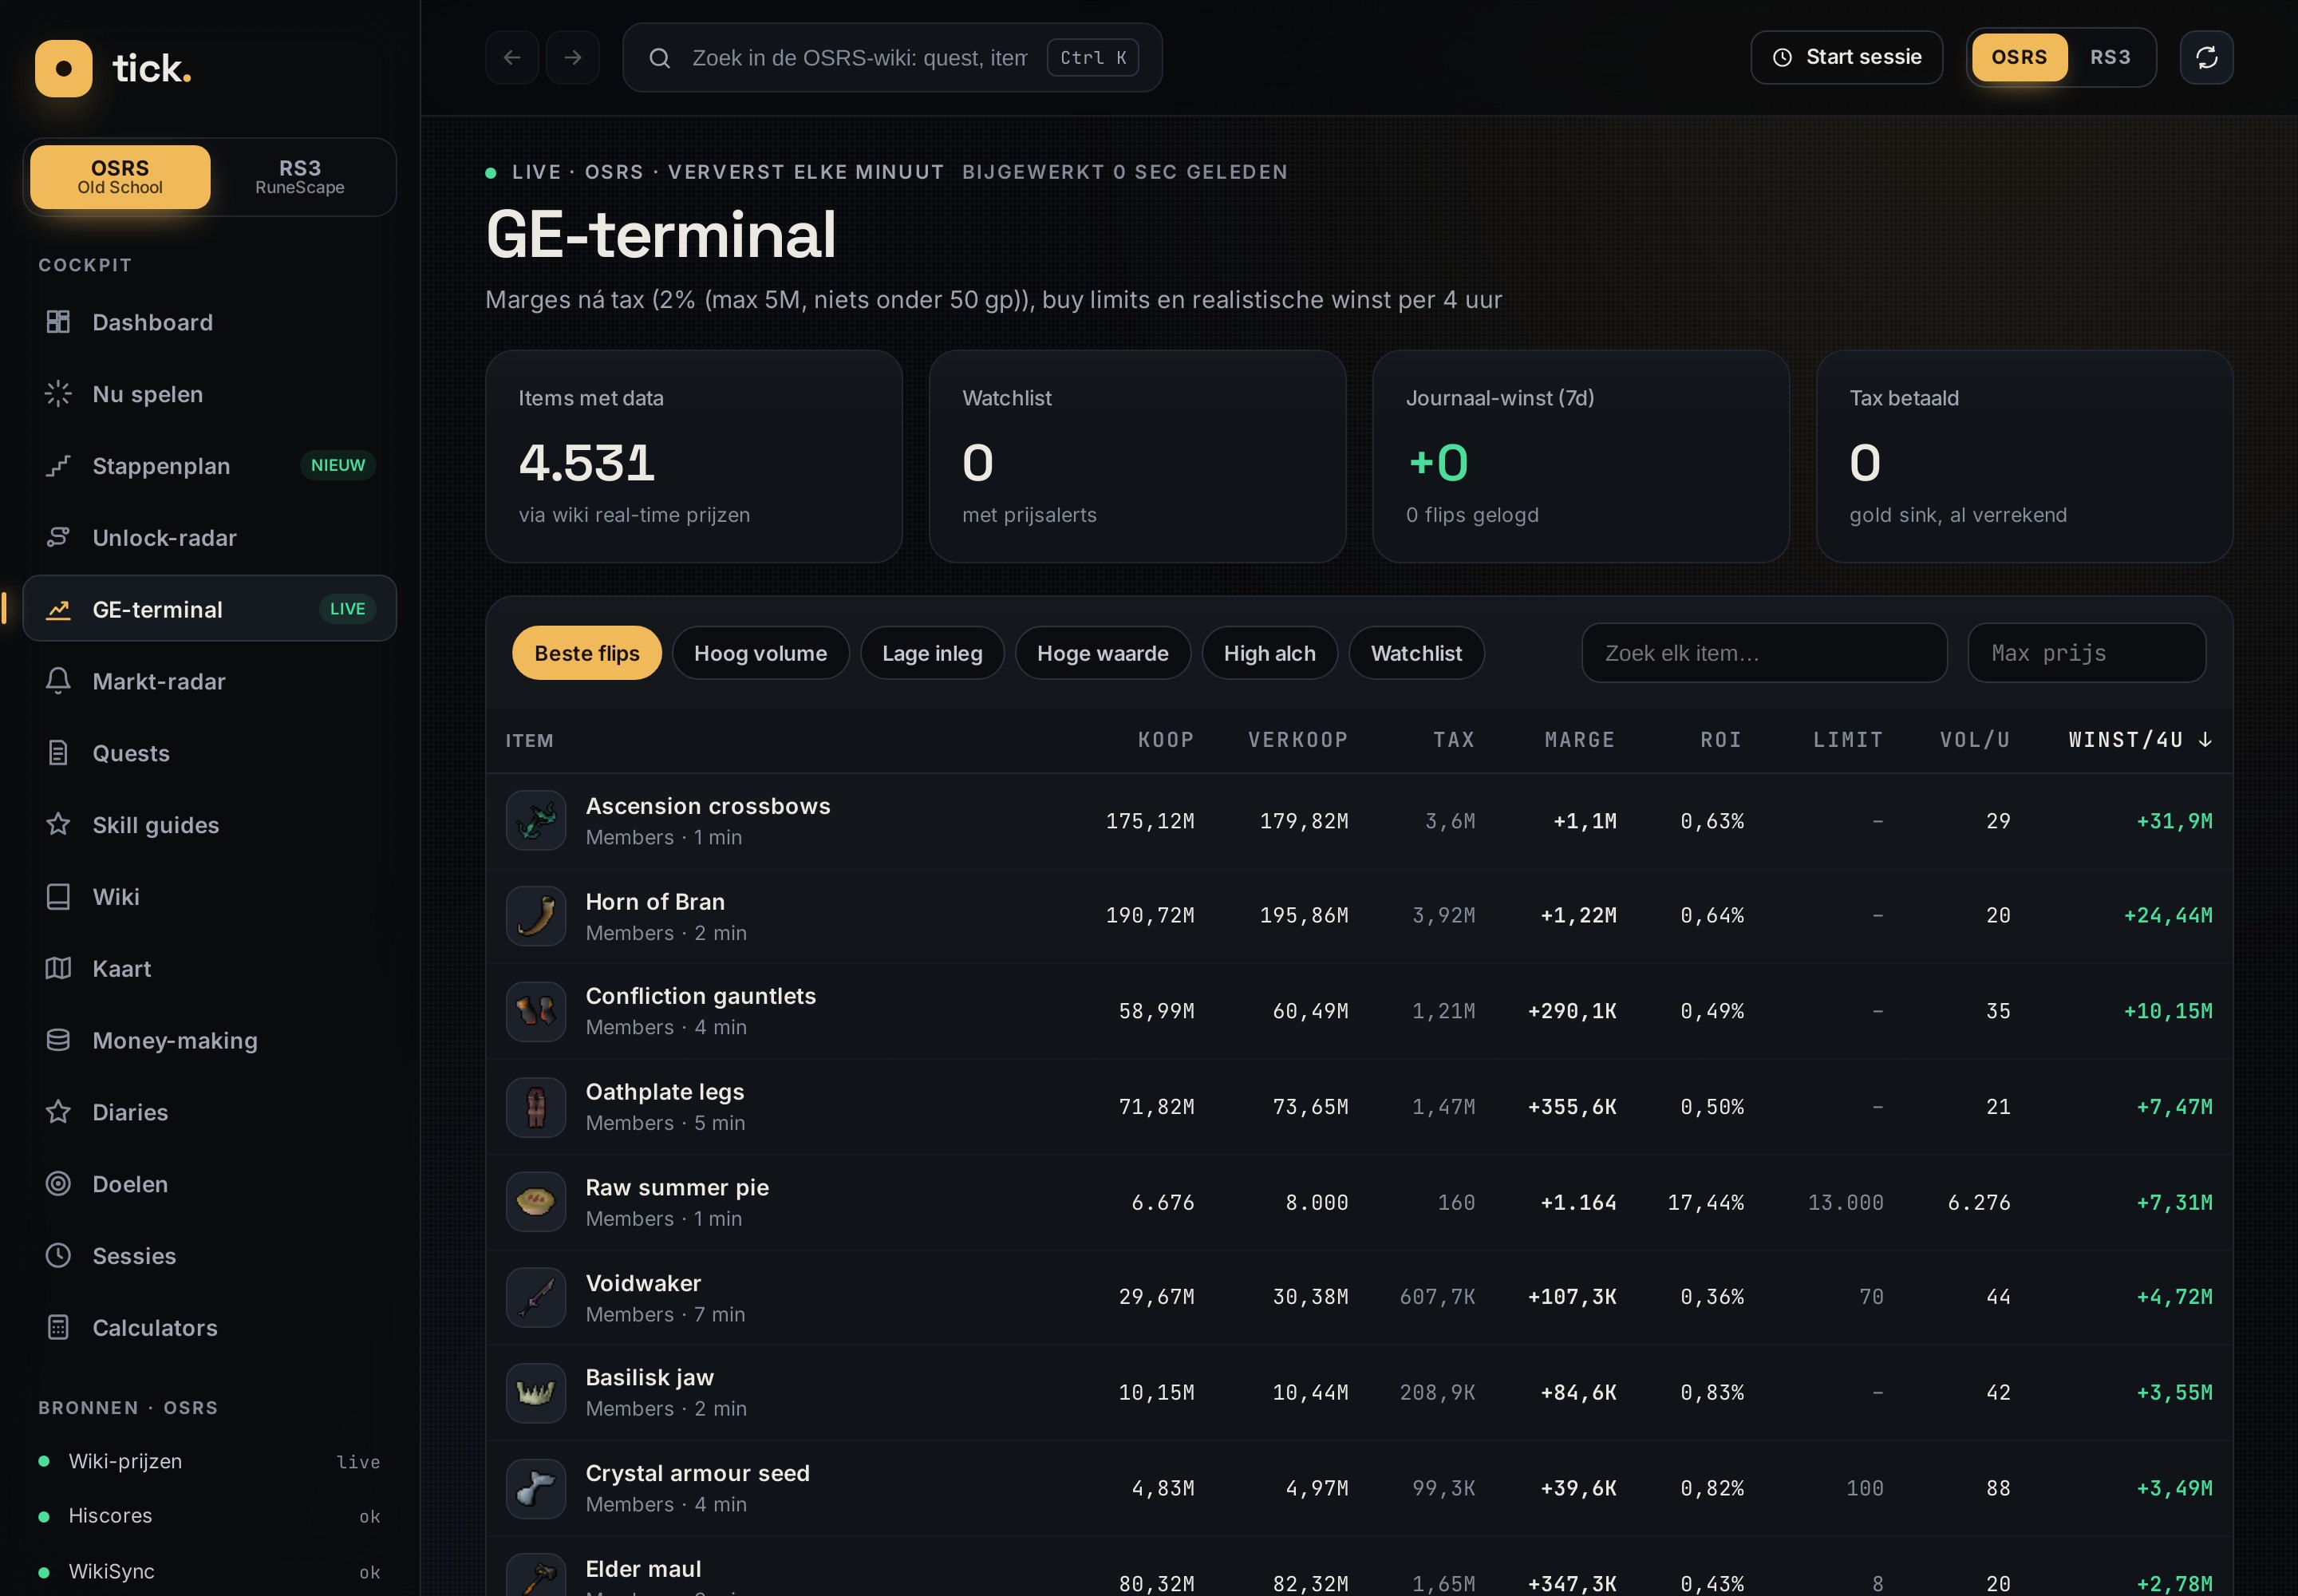 tick.
OSRS
Old School
RS3
RuneScape
COCKPIT
Dashboard
Nu spelen
Stappenplan NIEUW
Unlock-radar
GE-terminal LIVE
Markt-radar
Quests
Skill guides
Wiki
Kaart
Money-making
Diaries
Doelen
Sessies
Calculators
BRONNEN · OSRS
Wiki-prijzen live
Hiscores ok
WikiSync ok
Zoek in de OSRS-wiki: quest, item Ctrl K
Start sessie
OSRS RS3
LIVE · OSRS · VERVERST ELKE MINUUT BIJGEWERKT 0 SEC GELEDEN
GE-terminal
Marges ná tax (2% (max 5M, niets onder 50 gp)), buy limits en realistische winst per 4 uur
Items met data
4.531
via wiki real-time prijzen
Watchlist
0
met prijsalerts
Journaal-winst (7d)
+0
0 flips gelogd
Tax betaald
0
gold sink, al verrekend
Beste flips Hoog volume Lage inleg Hoge waarde High alch Watchlist Zoek elk item… Max prijs
ITEM KOOP VERKOOP TAX MARGE ROI LIMIT VOL/U WINST/4U ↓
Ascension crossbows 175,12M 179,82M 3,6M +1,1M 0,63% – 29 +31,9M
Members · 1 min
Horn of Bran 190,72M 195,86M 3,92M +1,22M 0,64% – 20 +24,44M
Members · 2 min
Confliction gauntlets 58,99M 60,49M 1,21M +290,1K 0,49% – 35 +10,15M
Members · 4 min
Oathplate legs 71,82M 73,65M 1,47M +355,6K 0,50% – 21 +7,47M
Members · 5 min
Raw summer pie 6.676 8.000 160 +1.164 17,44% 13.000 6.276 +7,31M
Members · 1 min
Voidwaker 29,67M 30,38M 607,7K +107,3K 0,36% 70 44 +4,72M
Members · 7 min
Basilisk jaw 10,15M 10,44M 208,9K +84,6K 0,83% – 42 +3,55M
Members · 2 min
Crystal armour seed 4,83M 4,97M 99,3K +39,6K 0,82% 100 88 +3,49M
Members · 4 min
Elder maul 80,32M 82,32M 1,65M +347,3K 0,43% 8 20 +2,78M